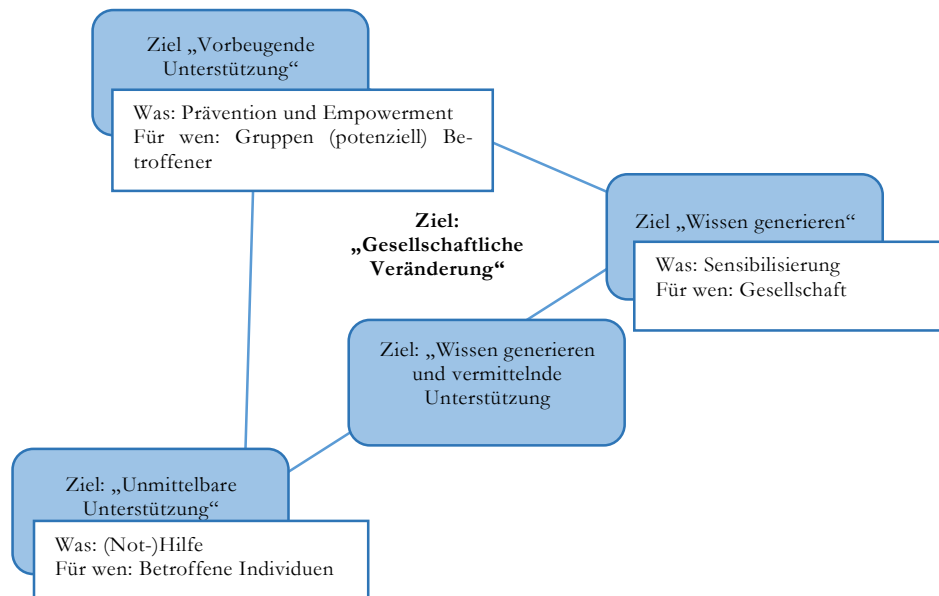 Ziel „Vorbeugende
Unterstützung“
Was: Prävention und Empowerment
Für wen: Gruppen (potenziell) Be-
troffener
Ziel:
„Gesellschaftliche
Veränderung“
Ziel „Wissen generieren“
Was: Sensibilisierung
Für wen: Gesellschaft
Ziel: „Wissen generieren
und vermittelnde
Unterstützung
Ziel: „Unmittelbare
Unterstützung“
Was: (Not-)Hilfe
Für wen: Betroffene Individuen